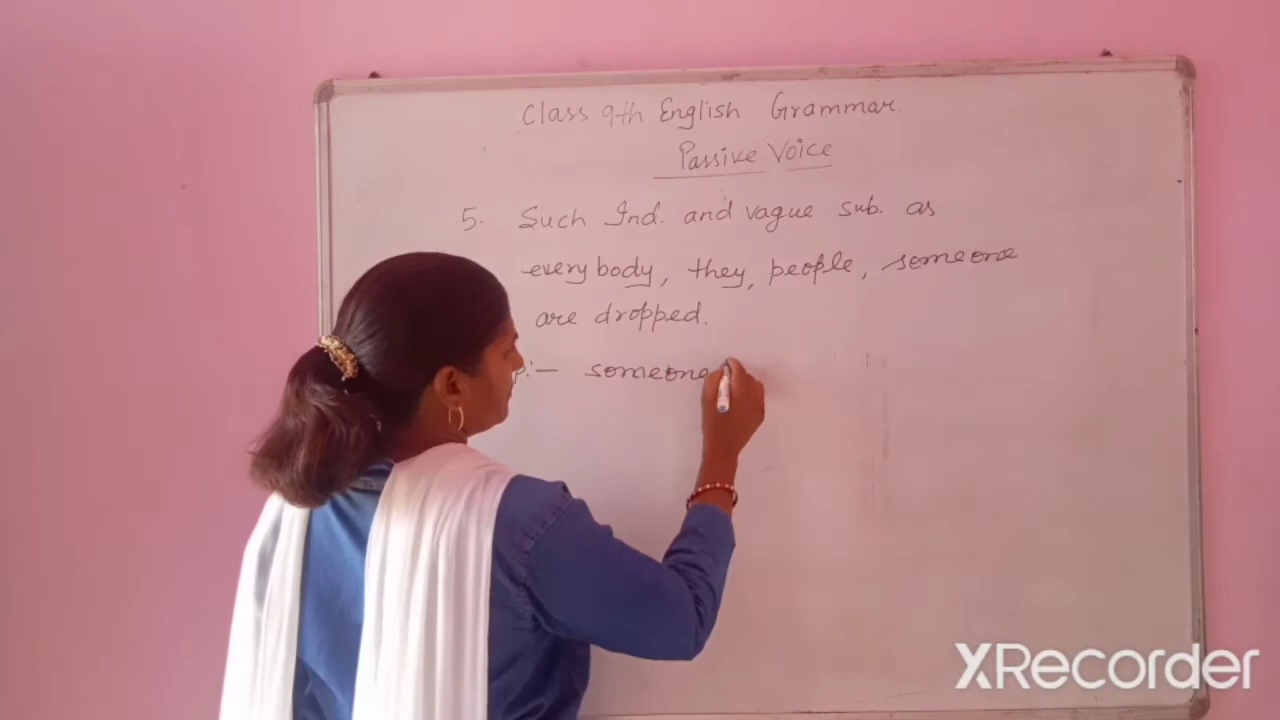 Class 9th English Grammar.
Passive Voice
5. Such Ind. and vague sub. as
everybody, they, people, someone
are dropped.
:- someone
XRecorder